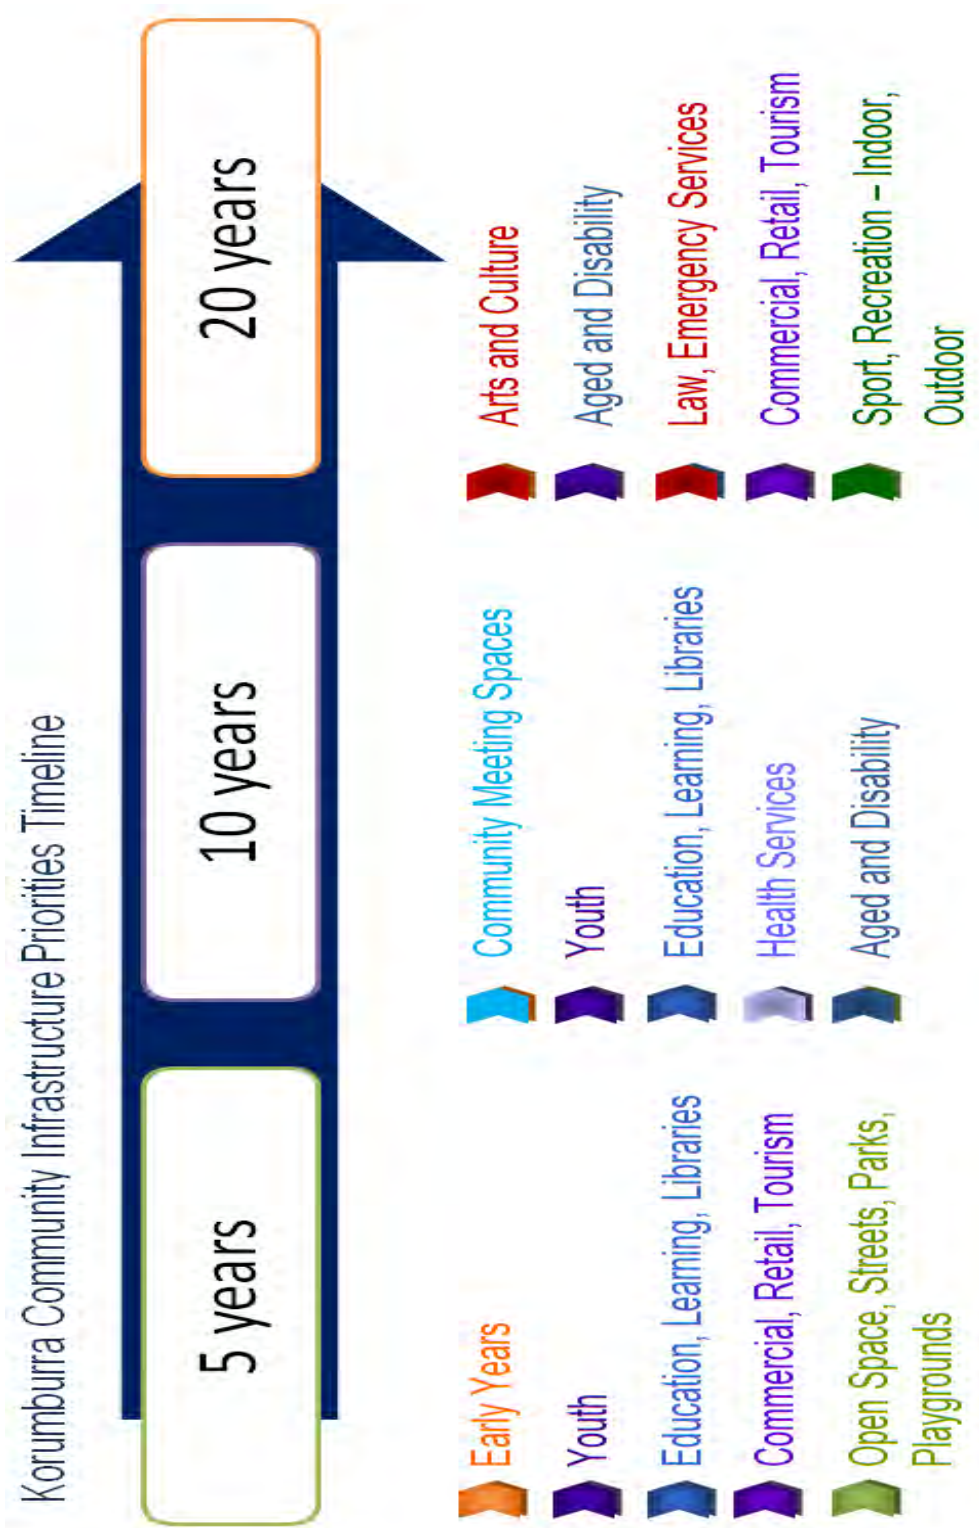 Korumburra Community Infrastructure Priorities Timeline
5 years
10 years
20 years
Early Years
Youth
Education, Learning, Libraries
Commercial, Retail, Tourism
Open Space, Streets, Parks,
Playgrounds
Community Meeting Spaces
Youth
Education, Learning, Libraries
Health Services
Aged and Disability
Arts and Culture
Aged and Disability
Law, Emergency Services
Commercial, Retail, Tourism
Sport, Recreation – Indoor,
Outdoor